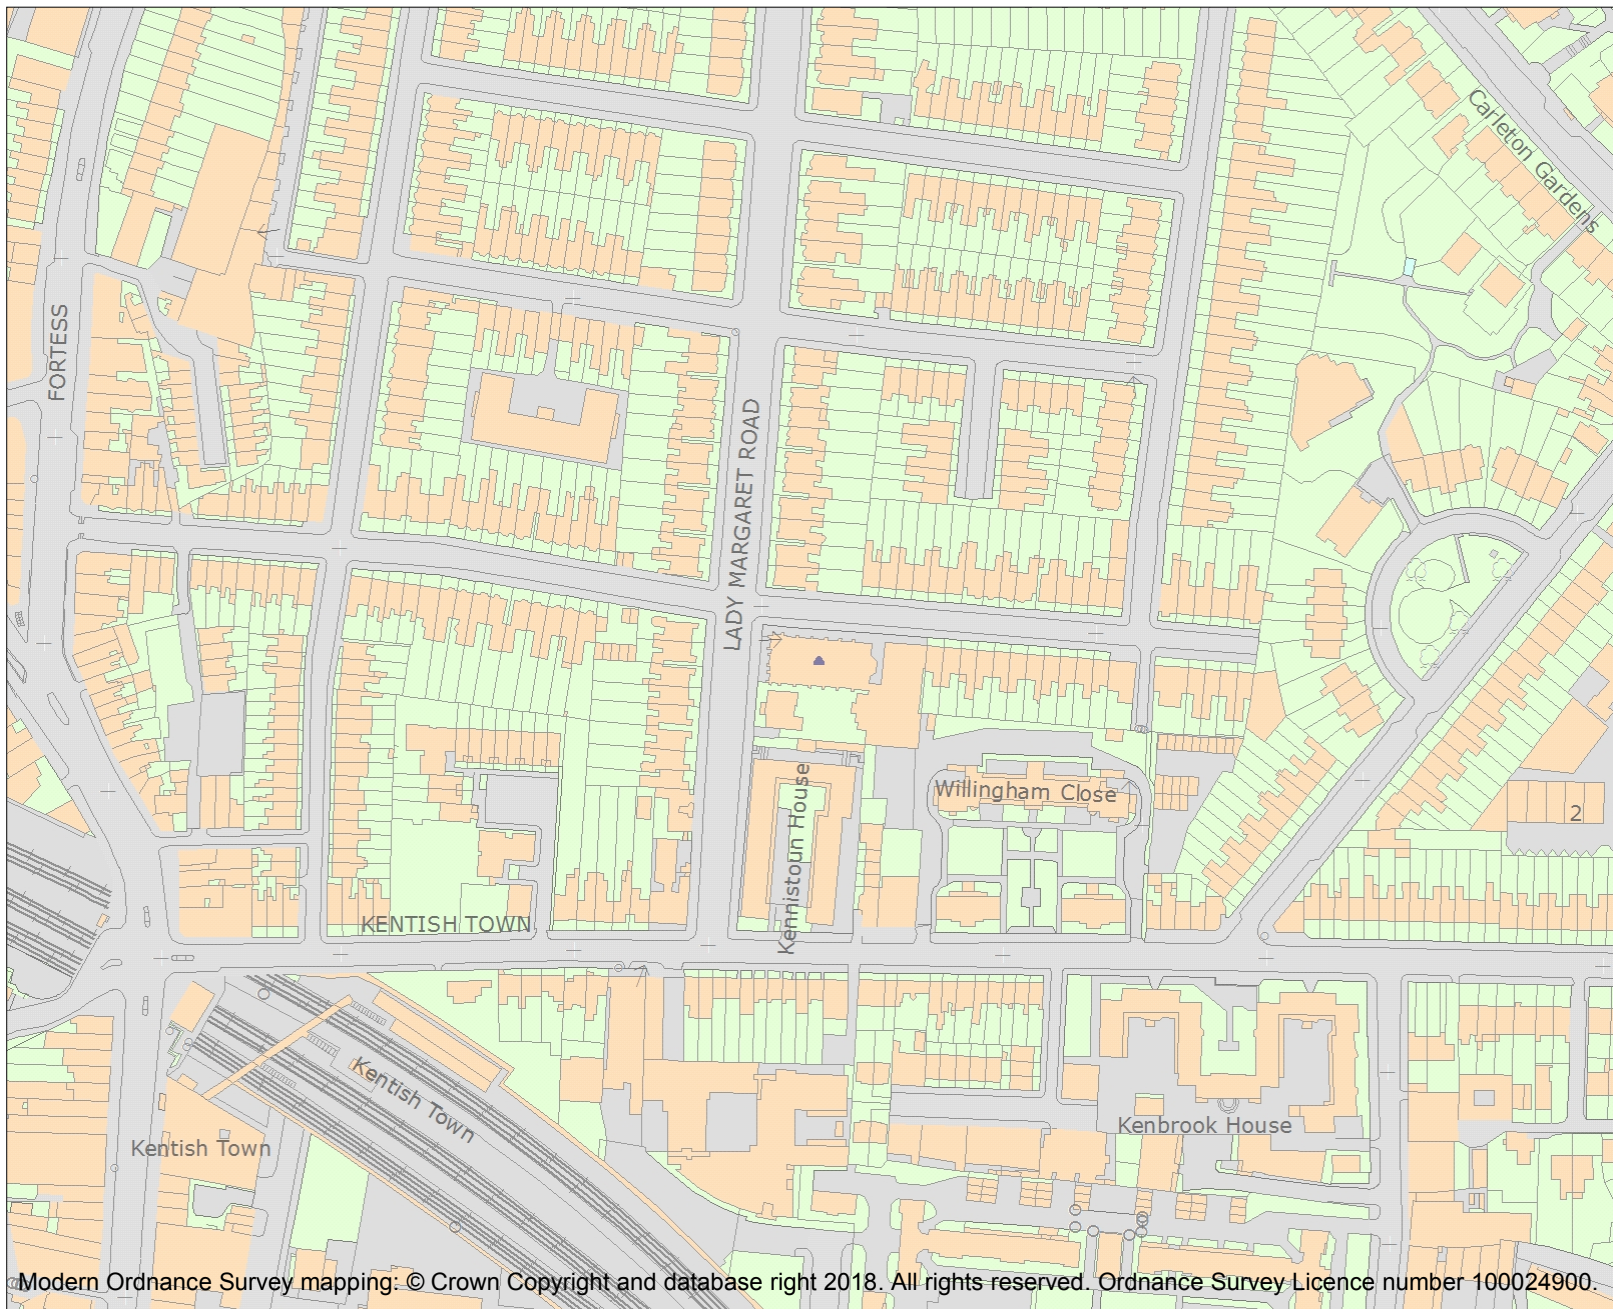 Carleton Gardens
FORTESS
LADY MARGARET ROAD
Willingham Close
2
Kennistoun House
KENTISH TOWN
Kentish Town
Kenbrook House
Kentish Town
Modern Ordnance Survey mapping: © Crown Copyright and database right 2018. All rights reserved. Ordnance Survey Licence number 100024900.